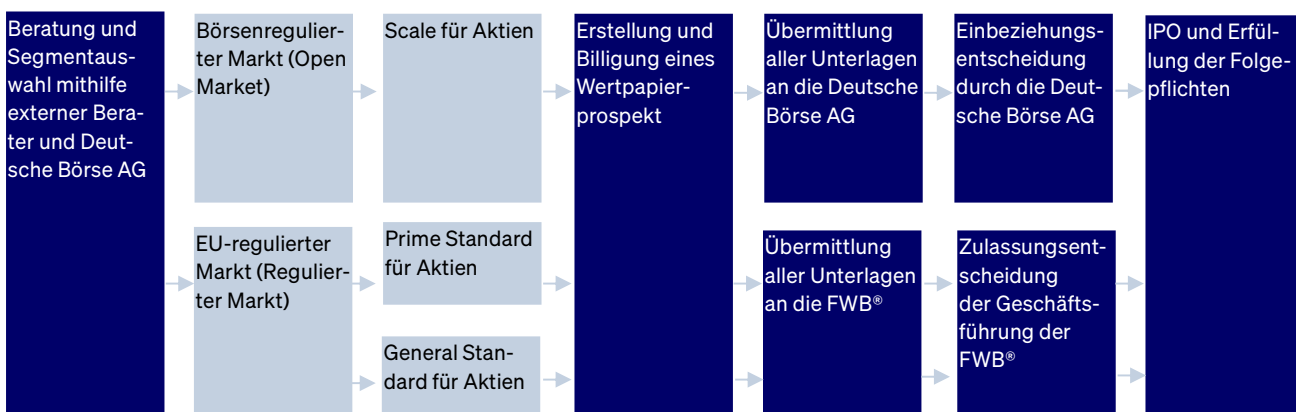 Beratung und
Segmentaus-
wahl mithilfe
externer Bera-
ter und Deut-
sche Börse AG
Börsenregulier-
ter Markt (Open
Market)
Scale für Aktien
EU-regulierter
Markt (Regulier-
ter Markt)
Prime Standard
für Aktien
General Stan-
dard für Aktien
Erstellung und
Billigung eines
Wertpapier-
prospekt
Übermittlung
aller Unterlagen
an die Deutsche
Börse AG
Einbeziehungs-
entscheidung
durch die Deut-
sche Börse AG
Übermittlung
aller Unterlagen
an die FWB®
Zulassungsent-
scheidung
der Geschäfts-
führung der
FWB®
IPO und Erfül-
lung der Folge-
pflichten